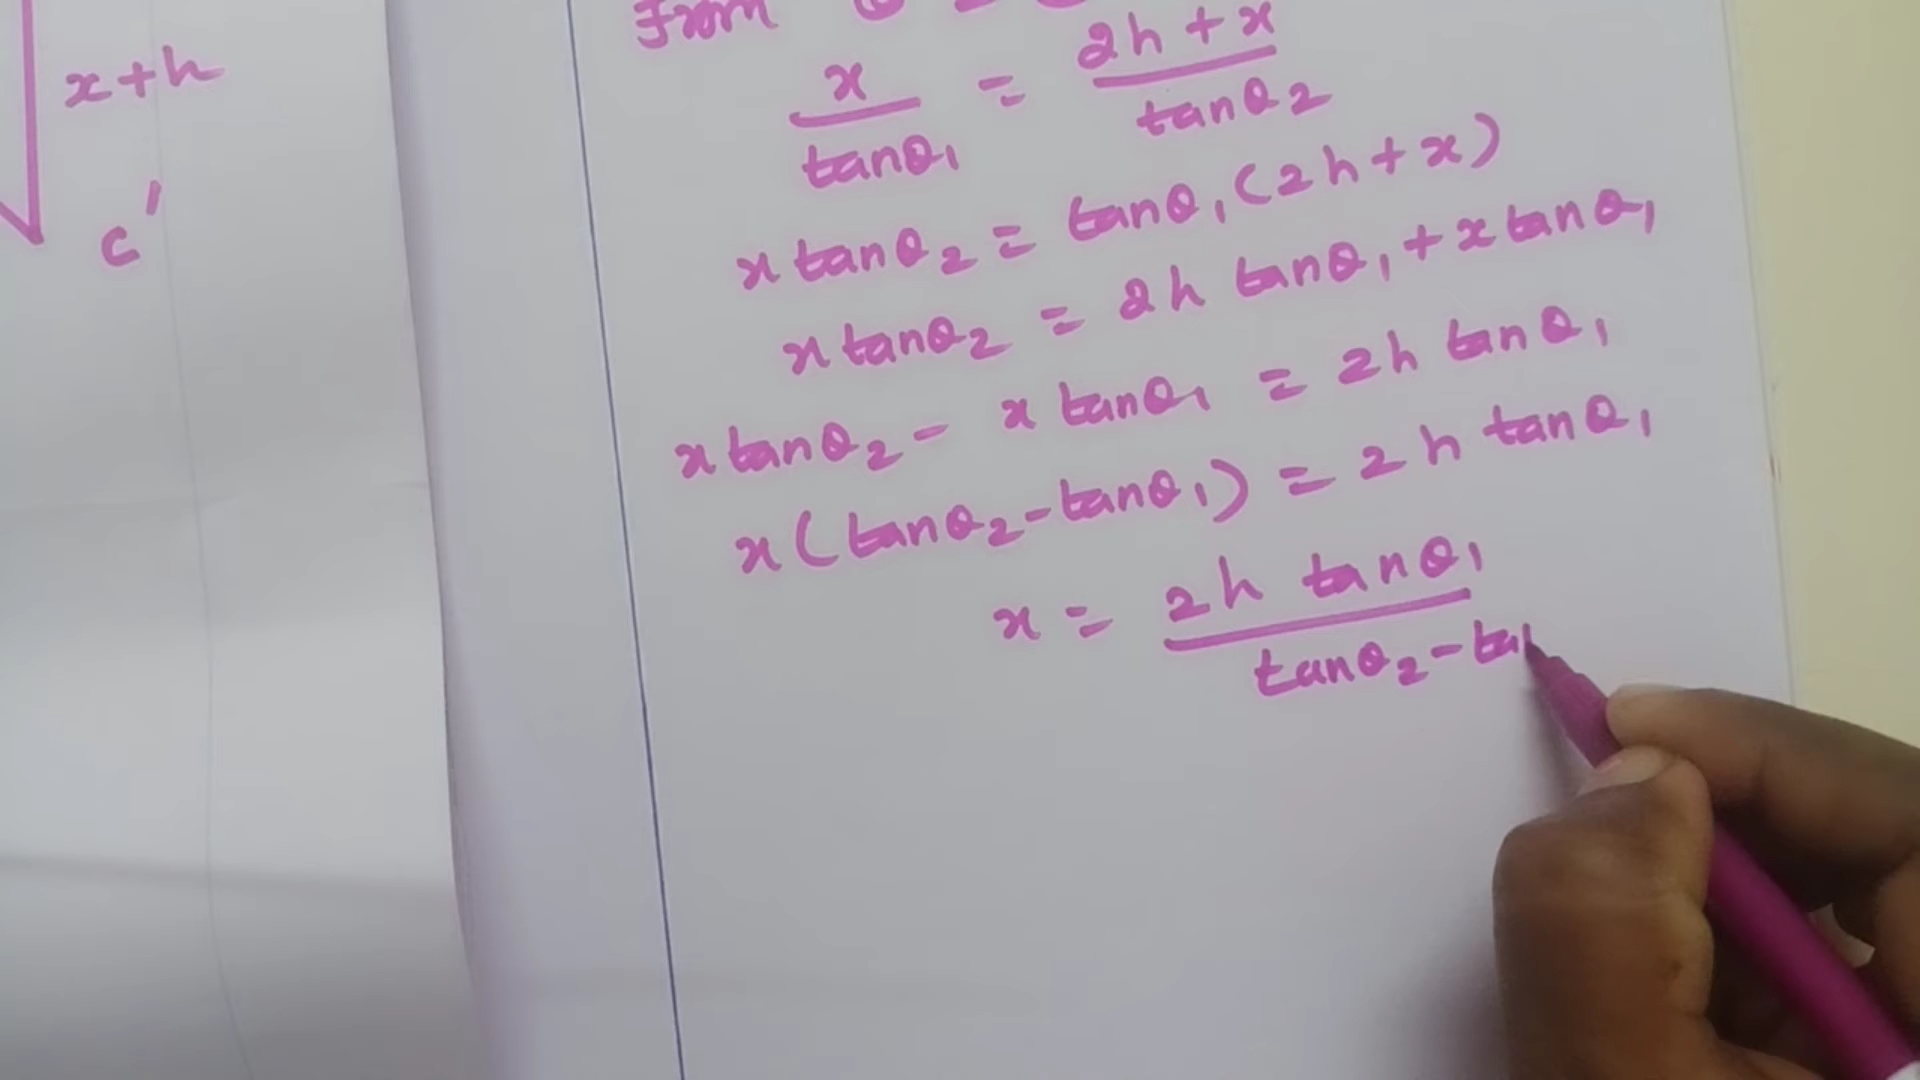 x+h
c'
From
x/tanθ₁ = 2h+x/tanθ₂
x tanθ₂ = tanθ₁(2h+x)
x tanθ₂ = 2h tanθ₁ + x tanθ₁
x tanθ₂ - x tanθ₁ = 2h tanθ₁
x(tanθ₂-tanθ₁) = 2h tanθ₁
x = 2h tanθ₁/tanθ₂-ta